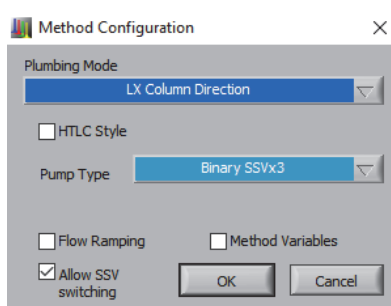 Method Configuration
Plumbing Mode
LX Column Direction
HTLC Style
Pump Type
Binary SSVx3
Flow Ramping
Method Variables
Allow SSV
switching
OK
Cancel